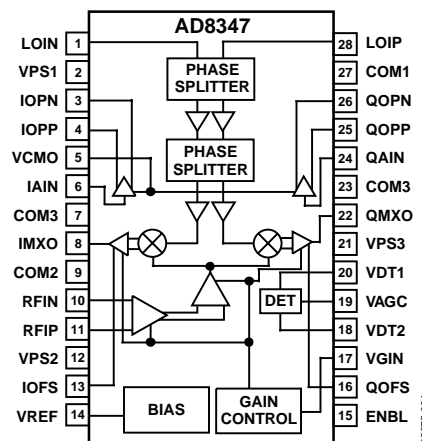 AD8347
LOIN 1
VPS1 2
IOPN 3
IOPP 4
VCMO 5
IAIN 6
COM3 7
IMXO 8
COM2 9
RFIN 10
RFIP 11
VPS2 12
IOFS 13
VREF 14
28 LOIP
27 COM1
26 QOPN
25 QOPP
24 QAIN
23 COM3
22 QMXO
21 VPS3
20 VDT1
19 VAGC
18 VDT2
17 VGIN
16 QOFS
15 ENBL
PHASE
SPLITTER
PHASE
SPLITTER
DET
BIAS
GAIN
CONTROL